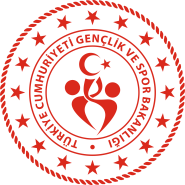 TÜRKİYE CUMHURİYETİ GENÇLİK VE SPOR BAKANLIĞI